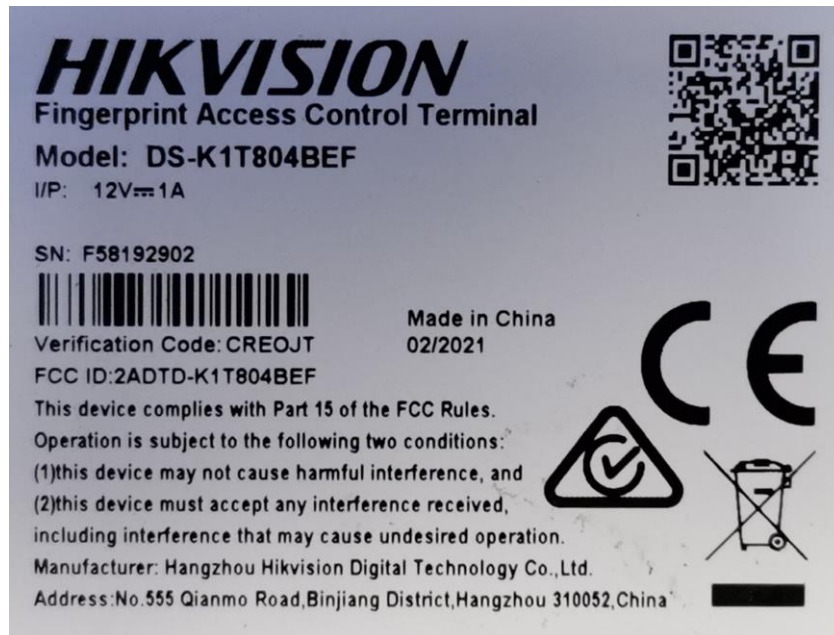 HIKVISION
Fingerprint Access Control Terminal
Model: DS-K1T804BEF
I/P: 12V⎓1A
SN: F58192902
Made in China
Verification Code: CREOJT 02/2021
FCC ID:2ADTD-K1T804BEF
This device complies with Part 15 of the FCC Rules.
Operation is subject to the following two conditions:
(1)this device may not cause harmful interference, and
(2)this device must accept any interference received,
including interference that may cause undesired operation.
Manufacturer: Hangzhou Hikvision Digital Technology Co.,Ltd.
Address:No.555 Qianmo Road,Binjiang District,Hangzhou 310052,China
CE